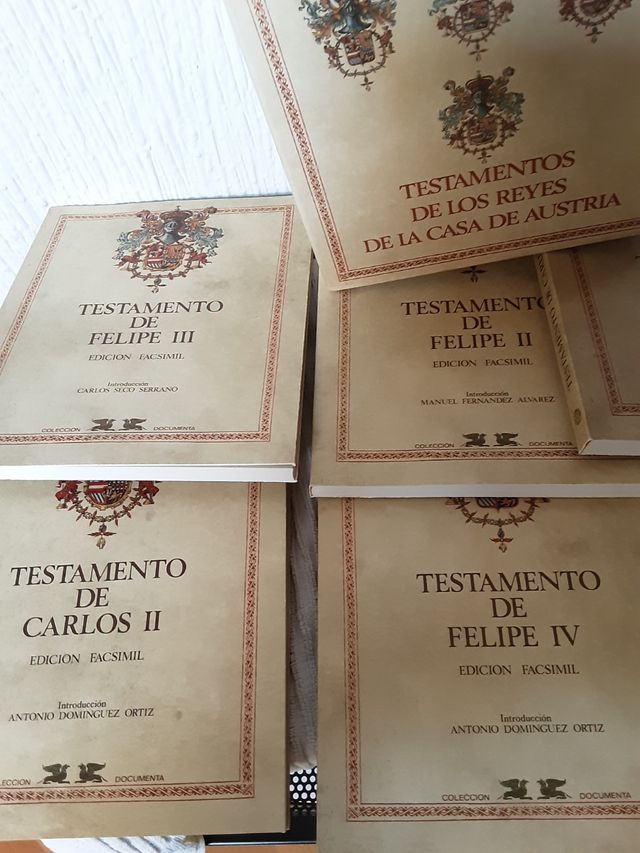 TESTAMENTOS
DE LOS REYES
DE LA CASA DE AUSTRIA
TESTAMENTO
DE
FELIPE III
EDICION FACSIMIL
Introducción
CARLOS SECO SERRANO
COLECCION DOCUMENTA
TESTAMENTO
DE
FELIPE II
EDICION FACSIMIL
Introducción
MANUEL FERNANDEZ ALVAREZ
COLECCION DOCUMENTA
TESTAMENTO
DE
CARLOS II
EDICION FACSIMIL
Introducción
ANTONIO DOMINGUEZ ORTIZ
COLECCION DOCUMENTA
TESTAMENTO
DE
FELIPE IV
EDICION FACSIMIL
Introducción
ANTONIO DOMINGUEZ ORTIZ
COLECCION DOCUMENTA